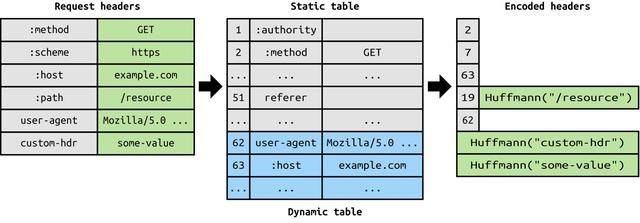 Request headers
:method GET
:scheme https
:host example.com
:path /resource
user-agent Mozilla/5.0 ...
custom-hdr some-value
Static table
1 :authority
2 :method GET
... ... ...
51 referer
... ...
62 user-agent Mozilla/5.0 ...
63 :host example.com
... ... ...
Dynamic table
Encoded headers
2
7
63
19 Huffmann("/resource")
62
Huffmann("custom-hdr")
Huffmann("some-value")